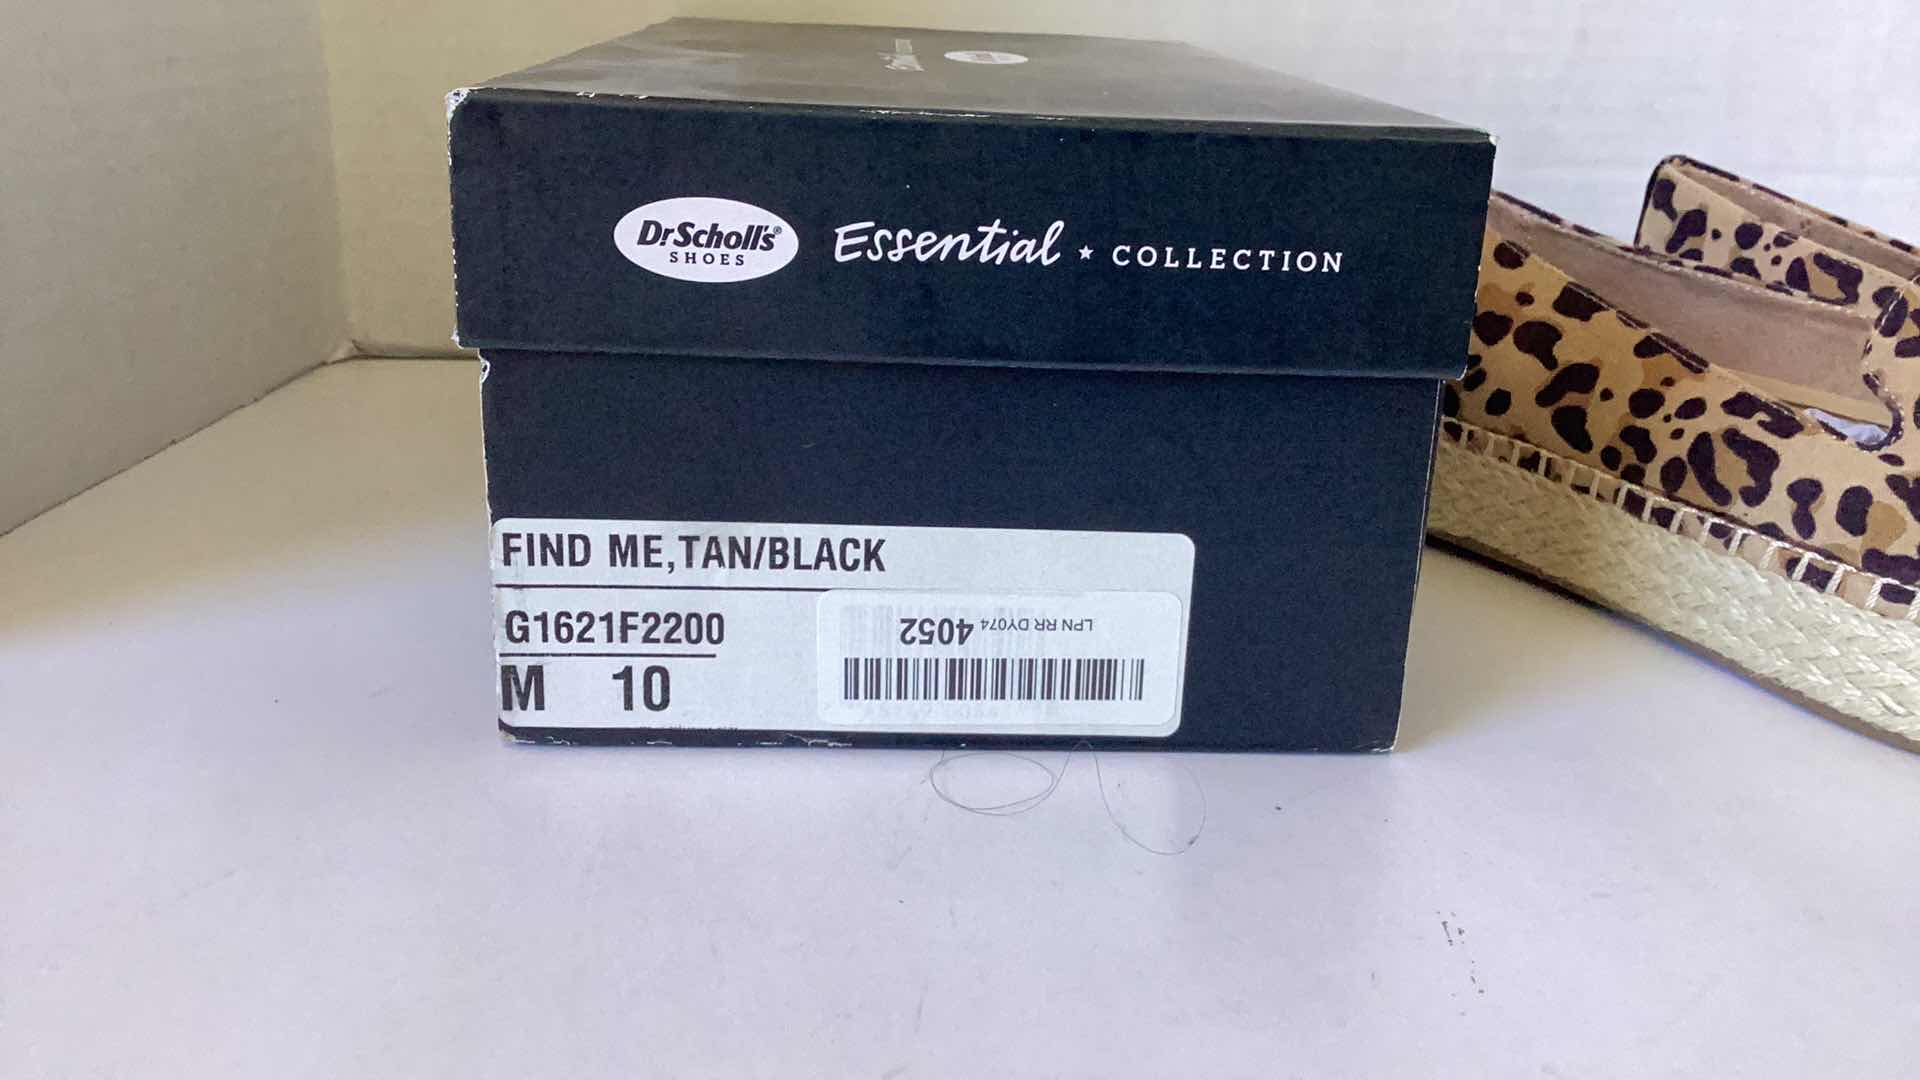 Dr. Scholl's®
SHOES
Essential ★ COLLECTION
FIND ME,TAN/BLACK
G1621F2200
M 10
LPN RR DY074 4052